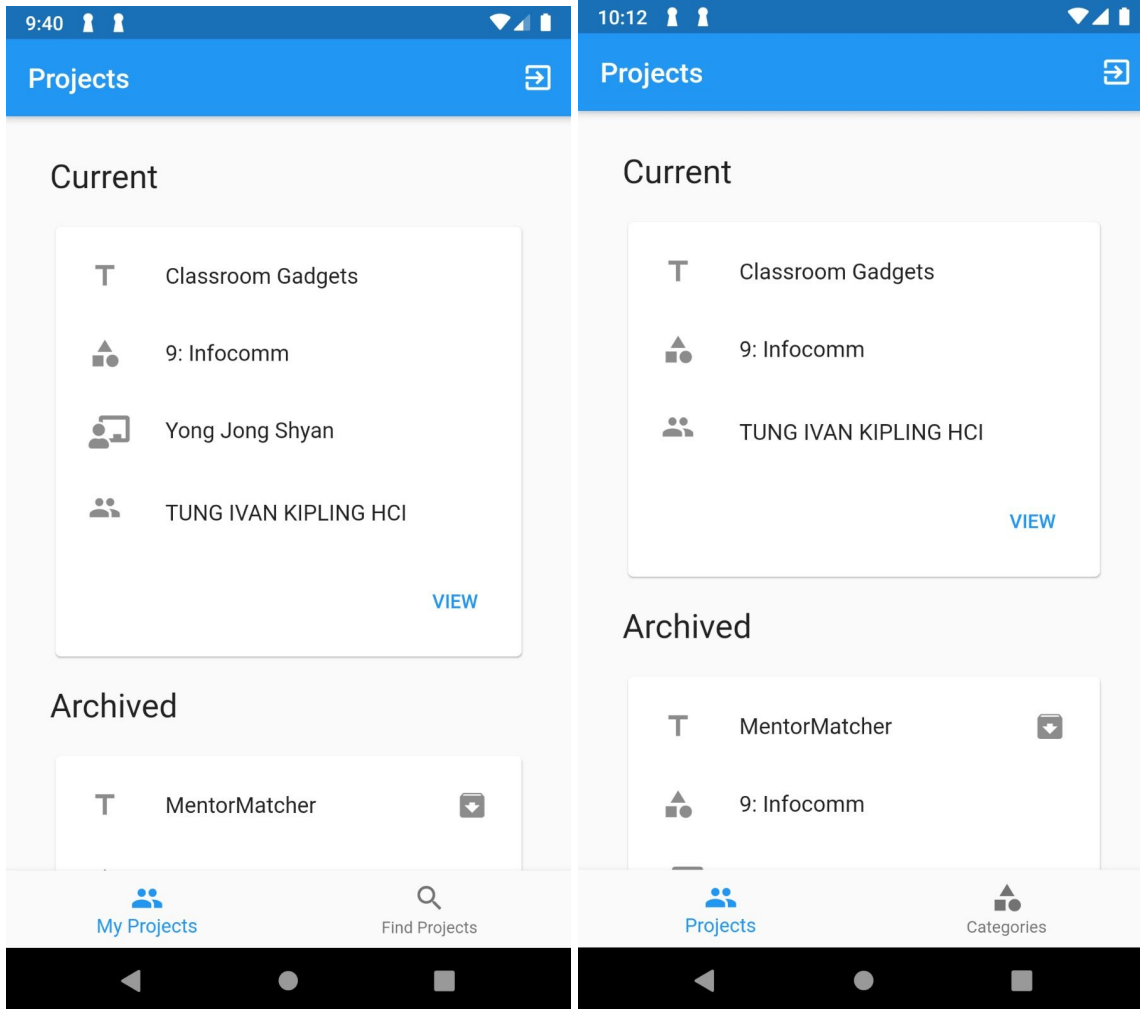 9:40
Projects
Current
T Classroom Gadgets
9: Infocomm
Yong Jong Shyan
TUNG IVAN KIPLING HCI
VIEW
Archived
T MentorMatcher
My Projects
Find Projects
10:12
Projects
Current
T Classroom Gadgets
9: Infocomm
TUNG IVAN KIPLING HCI
VIEW
Archived
T MentorMatcher
9: Infocomm
Projects
Categories